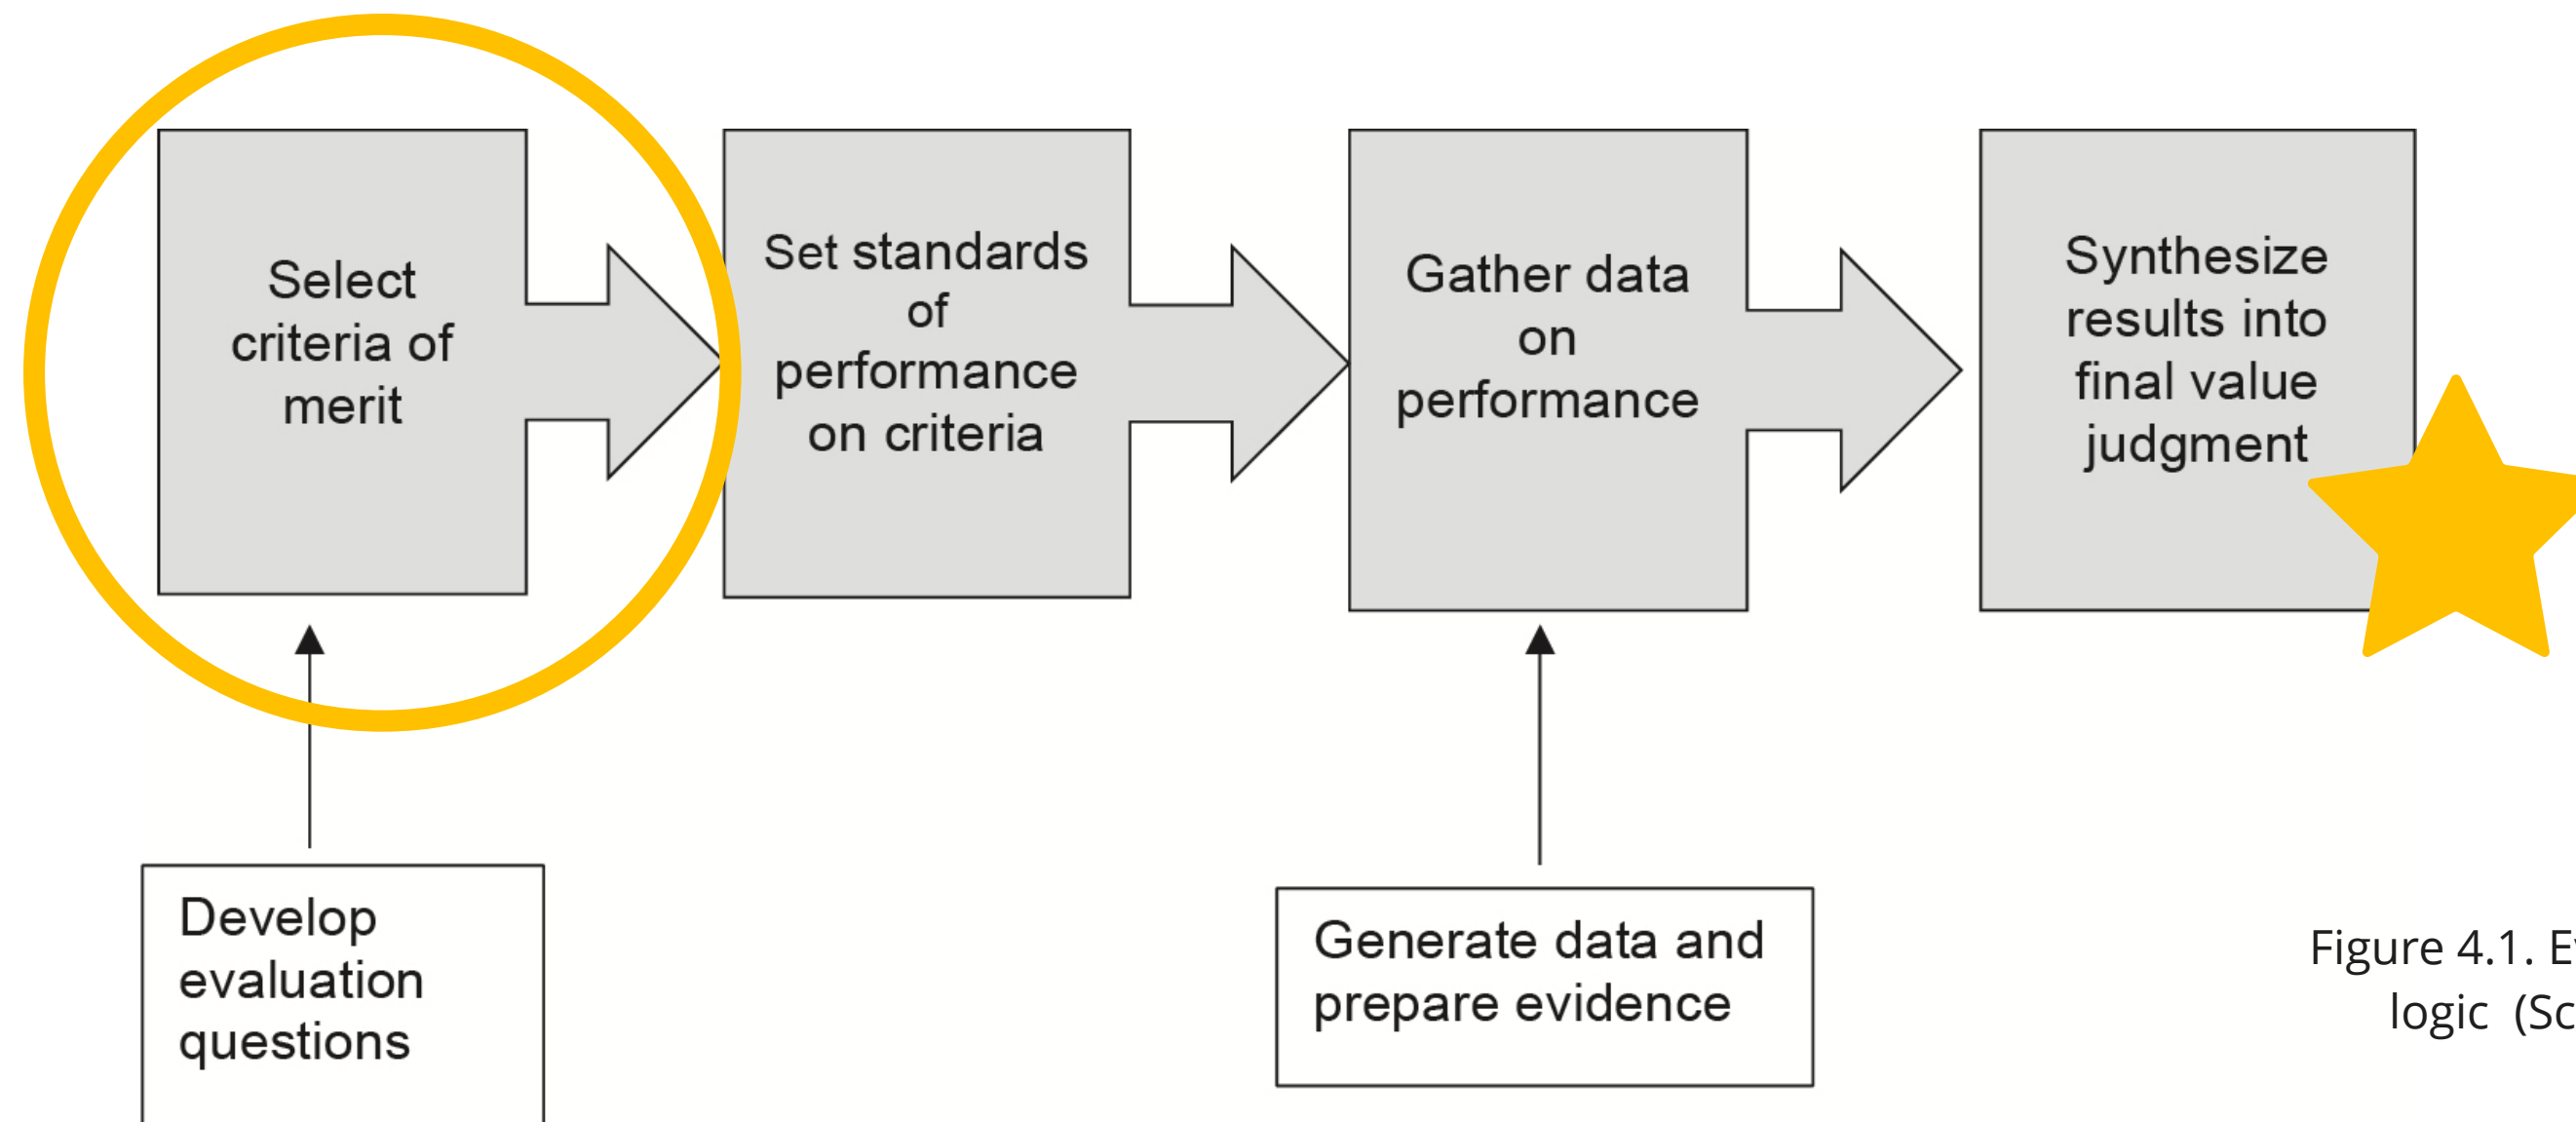 Select
criteria of
merit
Set standards
of
performance
on criteria
Gather data
on
performance
Synthesize
results into
final value
judgment
Develop
evaluation
questions
Generate data and
prepare evidence
Figure 4.1.
logic